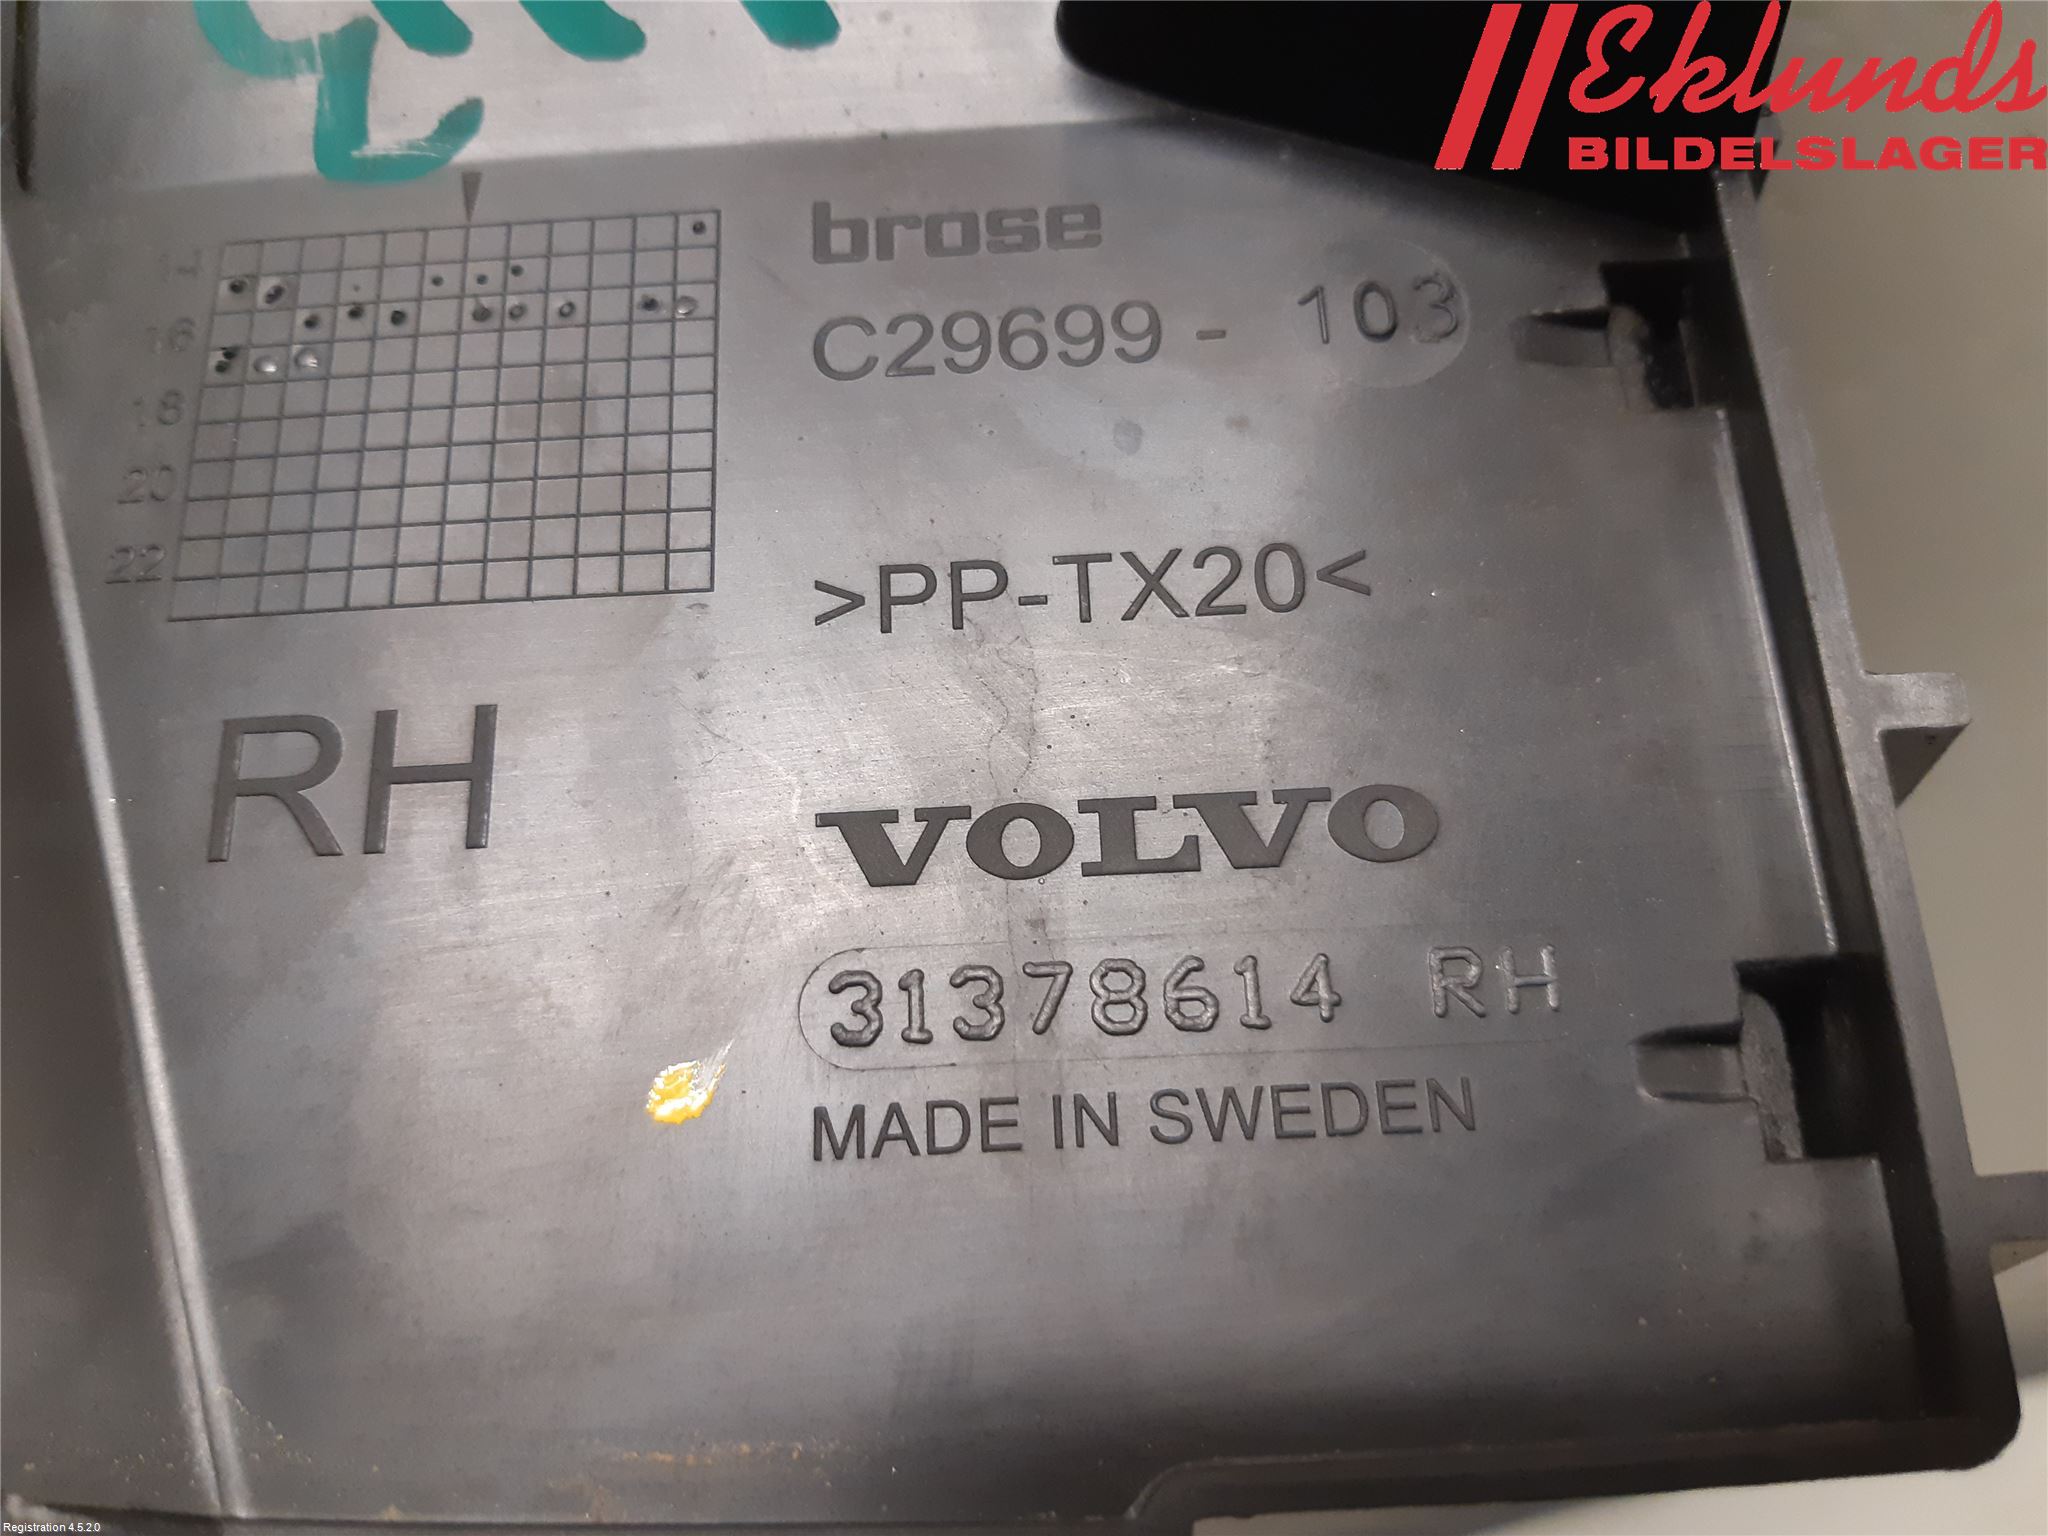 Eklunds
BILDELSLAGER
brose
C29699 - 103
14
16
18
20
22
>PP-TX20<
RH
VOLVO
31378614 RH
MADE IN SWEDEN
Registration 4.5.2.0